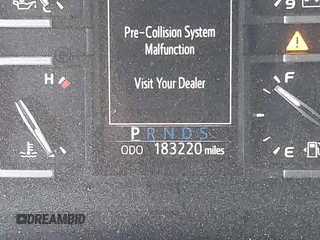 Pre-Collision System
Malfunction
Visit Your Dealer
H
F
P R N D S
ODO 183220 miles
C
E
DREAMBID